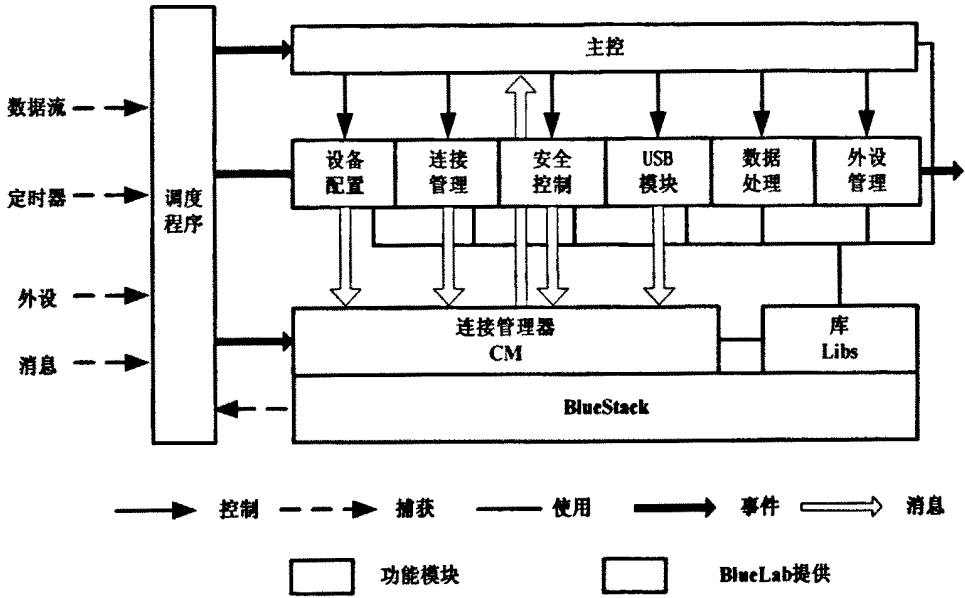 主控
数据流
定时器
外设
消息
调度
程序
设备
配置
连接
管理
安全
控制
USB
模块
数据
处理
外设
管理
连接管理器
CM
库
Libs
BlueStack
控制
捕获
使用
事件
消息
功能模块
BlueLab提供